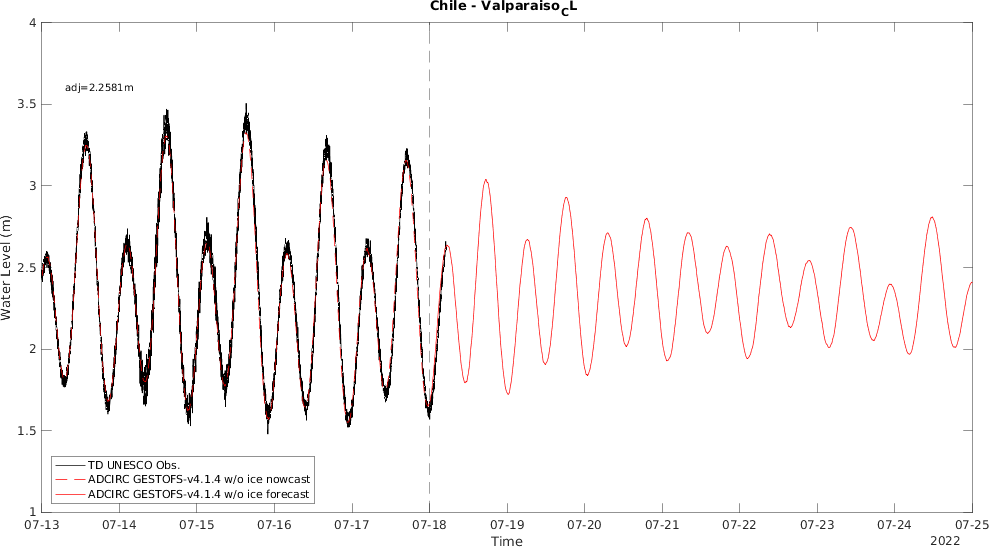 Chile - Valparaiso_CL
4
adj=2.2581m
3.5
3
2.5
Water Level (m)
2
1.5
TD UNESCO Obs.
ADCIRC GESTOFS-v4.1.4 w/o ice nowcast
ADCIRC GESTOFS-v4.1.4 w/o ice forecast
1
07-13 07-14 07-15 07-16 07-17 07-18 07-19 07-20 07-21 07-22 07-23 07-24 07-25
Time
2022